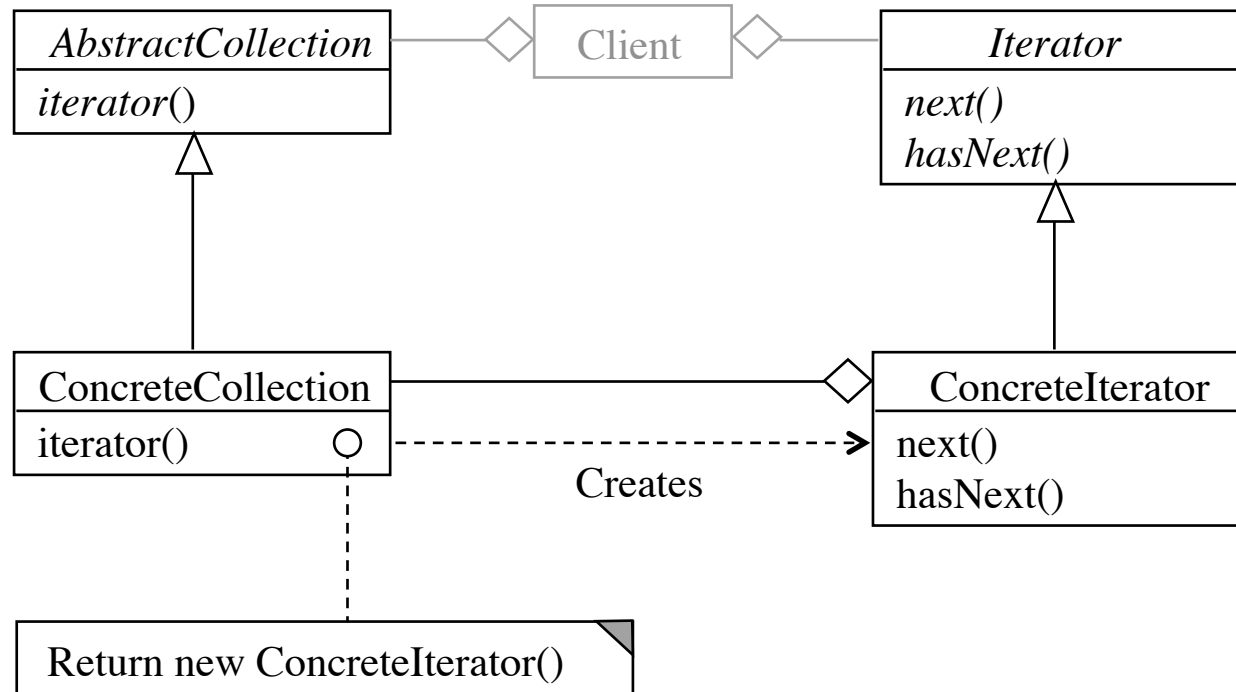 AbstractCollection
iterator()
Client
Iterator
next()
hasNext()
ConcreteCollection
iterator()
Creates
ConcreteIterator
next()
hasNext()
Return new ConcreteIterator()